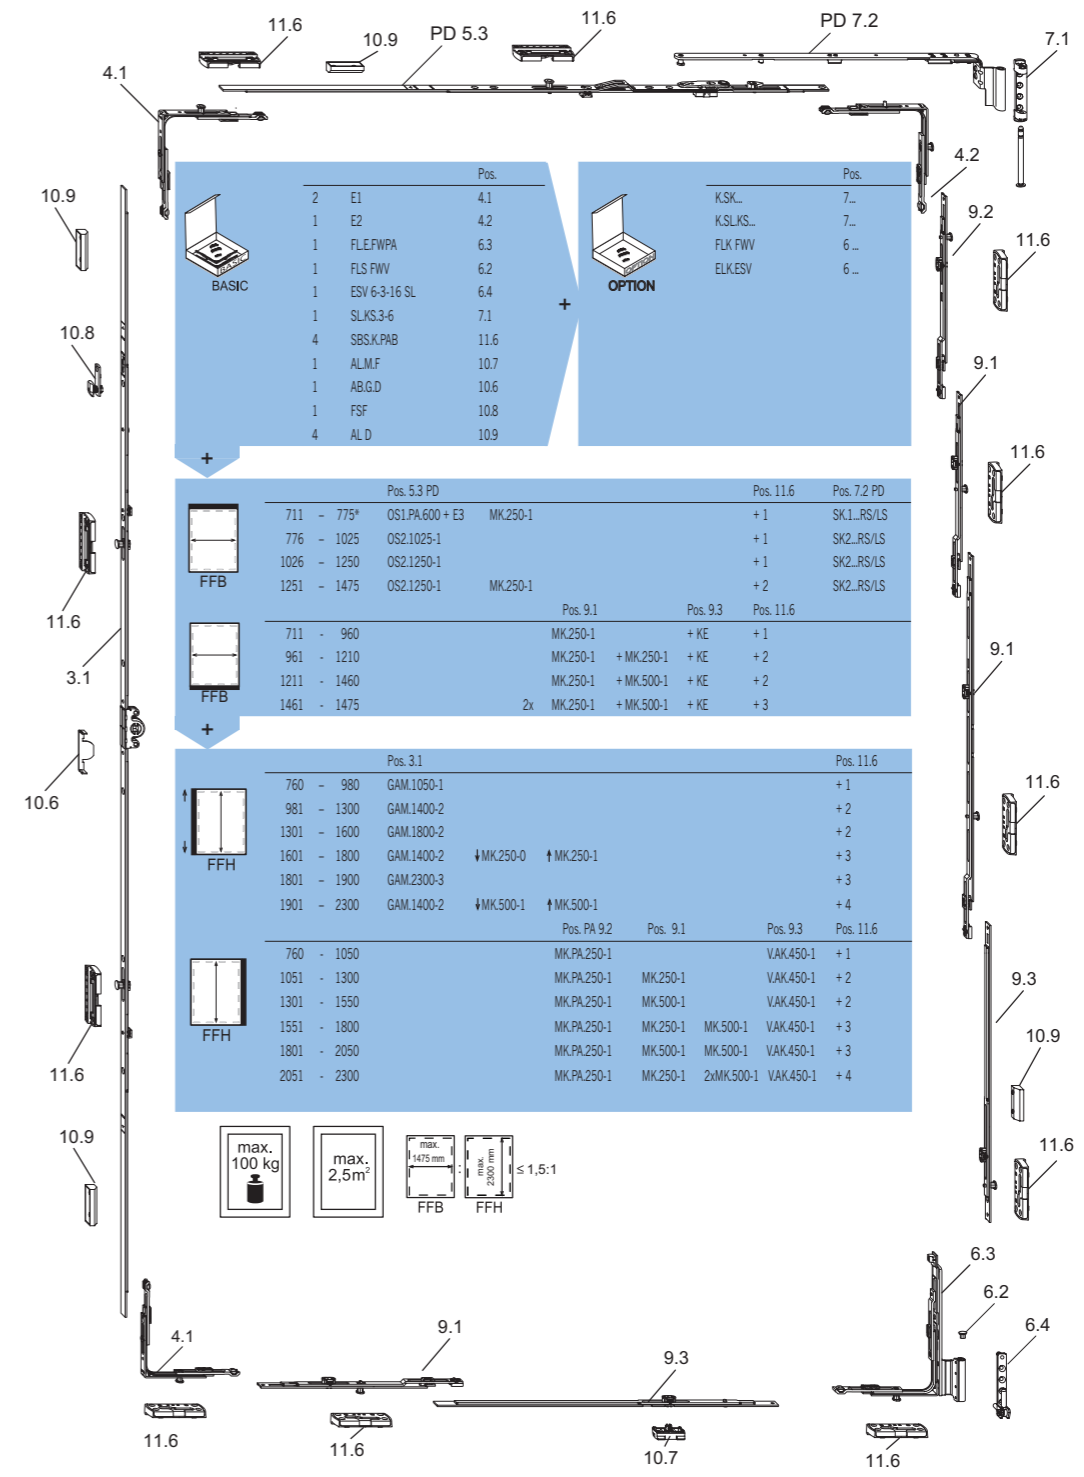 11.6
10.9
PD 5.3
11.6
PD 7.2
7.1
4.1
4.2
9.2
11.6
10.9
10.8
9.1
11.6
11.6
3.1
9.1
10.6
11.6
11.6
9.3
10.9
11.6
10.9
Pos.
2 E1 4.1
1 E2 4.2
1 FL.E.FWPA 6.3
1 FLS FWV 6.2
1 ESV 6-3-16 SL 6.4
1 SL.KS.3-6 7.1
4 SBS.K.PAB 11.6
1 AL.M.F 10.7
1 AB.G.D 10.6
1 FSF 10.8
4 AL D 10.9
BASIC
BASIC
+
Pos.
K.SK... 7...
K.SL.KS... 7...
FLK FWV 6 ...
ELK.ESV 6 ...
OPTION
+
Pos. 5.3 PD Pos. 11.6 Pos. 7.2 PD
711 – 775* OS1.PA.600 + E3 MK.250-1 + 1 SK.1...RS/LS
776 – 1025 OS2.1025-1 + 1 SK2...RS/LS
1026 – 1250 OS2.1250-1 + 1 SK2...RS/LS
1251 – 1475 OS2.1250-1 MK.250-1 + 2 SK2...RS/LS
FFB
Pos. 9.1 Pos. 9.3 Pos. 11.6
711 - 960 MK.250-1 + KE + 1
961 - 1210 MK.250-1 + MK.250-1 + KE + 2
1211 - 1460 MK.250-1 + MK.500-1 + KE + 2
1461 - 1475 2x MK.250-1 + MK.500-1 + KE + 3
FFB
+
Pos. 3.1 Pos. 11.6
760 – 980 GAM.1050-1 + 1
981 – 1300 GAM.1400-2 + 2
1301 – 1600 GAM.1800-2 + 2
1601 – 1800 GAM.1400-2 ↓MK.250-0 ↑MK.250-1 + 3
1801 – 1900 GAM.2300-3 + 3
1901 – 2300 GAM.1400-2 ↓MK.500-1 ↑MK.500-1 + 4
FFH
Pos. PA 9.2 Pos. 9.1 Pos. 9.3 Pos. 11.6
760 - 1050 MK.PA.250-1 V.AK.450-1 + 1
1051 - 1300 MK.PA.250-1 MK.250-1 V.AK.450-1 + 2
1301 - 1550 MK.PA.250-1 MK.500-1 V.AK.450-1 + 2
1551 - 1800 MK.PA.250-1 MK.250-1 MK.500-1 V.AK.450-1 + 3
1801 - 2050 MK.PA.250-1 MK.500-1 MK.500-1 V.AK.450-1 + 3
2051 - 2300 MK.PA.250-1 MK.250-1 2xMK.500-1 V.AK.450-1 + 4
FFH
max.
100 kg
max.
2,5m²
max.
1475 mm
FFB
:
max.
2300 mm
FFH
≤ 1,5:1
6.3
6.2
6.4
4.1
9.1
9.3
11.6
11.6
10.7
11.6